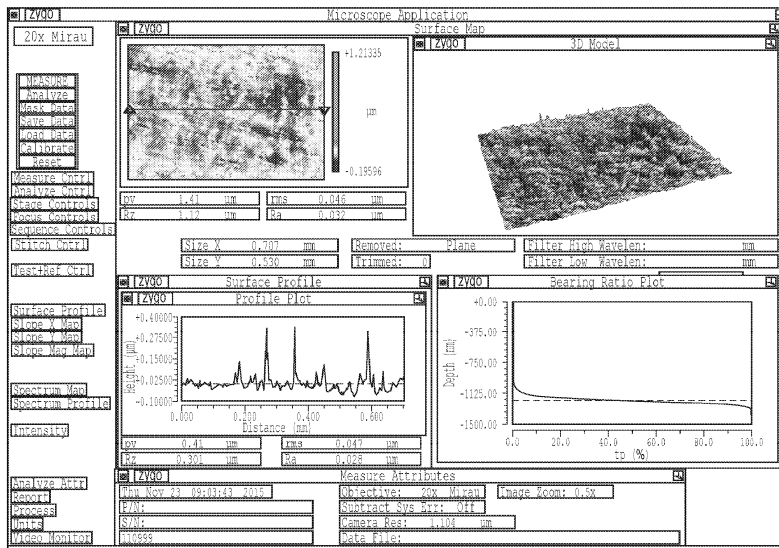 Zygo Microscope Application
20x Mirau
MEASURE
Analyze
Mask Data
Save Data
Load Data
Calibrate
Reset
Measure Cntrl
Analyze Cntrl
Stage Controls
Focus Controls
Sequence Controls
Stitch Cntrl
Test+Ref Ctrl
Surface Profile
Slope X Map
Slope Y Map
Slope Mag Map
Spectrum Map
Spectrum Profile
Intensity
Analyze Attr
Report
Process
Units
Video Monitor
Zygo Surface Map
+1.21335
µm
-0.19596
PV 1.41 um rms 0.046 um
Rz 1.12 um Ra 0.032 um
Zygo 3D Model
Size X 0.707 mm Removed: Plane Filter High Wavelen: mm
Size Y 0.530 mm Trimmed: 0 Filter Low Wavelen: mm
Zygo Surface Profile
Zygo Profile Plot
+0.40000
+0.27500
+0.15000
+0.02500
-0.10000
Height (µm)
0.000 0.200 0.400 0.600
Distance (mm)
PV 0.41 um rms 0.047 um
Rz 0.301 um Ra 0.028 um
Zygo Bearing Ratio Plot
+0.00
-375.00
-750.00
-1125.00
-1500.00
Depth (nm)
0.0 20.0 40.0 60.0 80.0 100.0
tp (%)
Zygo Measure Attributes
Thu Nov 23 09:03:43 2015 Objective: 20x Mirau Image Zoom: 0.5x
P/N: Subtract Sys Err: Off
S/N: Camera Res: 1.104 um
110999 Data File: